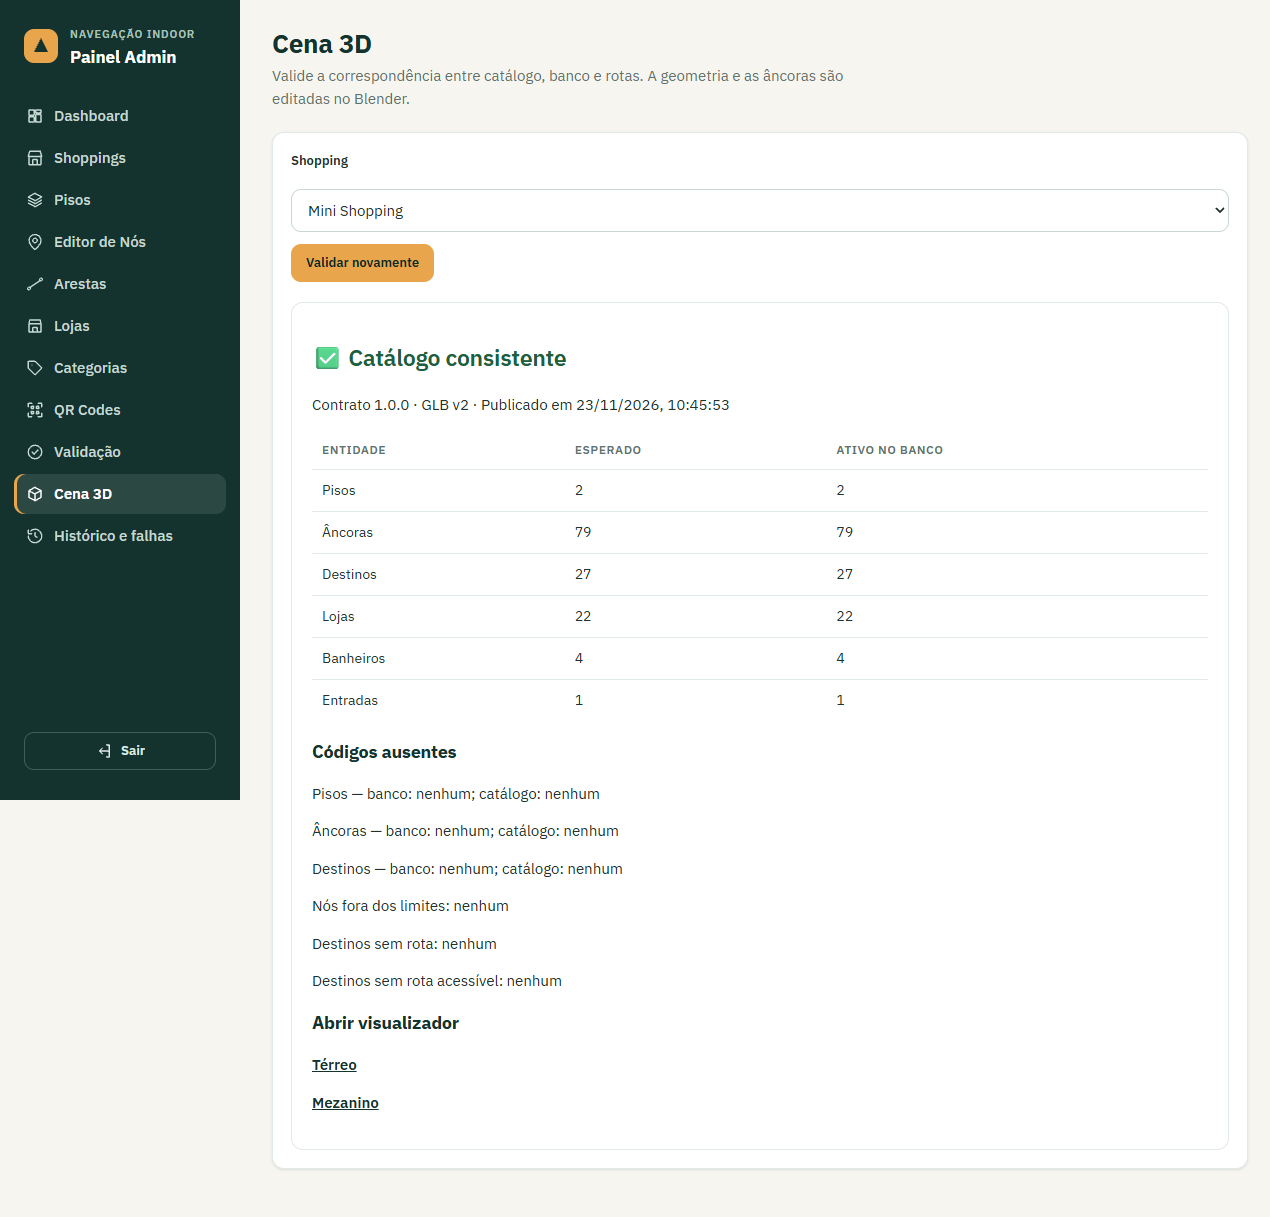 NAVEGAÇÃO INDOOR
Painel Admin
Dashboard
Shoppings
Pisos
Editor de Nós
Arestas
Lojas
Categorias
QR Codes
Validação
Cena 3D
Histórico e falhas
Sair
Cena 3D
Valide a correspondência entre catálogo, banco e rotas. A geometria e as âncoras são
editadas no Blender.
Shopping
Mini Shopping
Validar novamente
Catálogo consistente
Contrato 1.0.0 · GLB v2 · Publicado em 23/11/2026, 10:45:53
ENTIDADE ESPERADO ATIVO NO BANCO
Pisos 2 2
Âncoras 79 79
Destinos 27 27
Lojas 22 22
Banheiros 4 4
Entradas 1 1
Códigos ausentes
Pisos — banco: nenhum; catálogo: nenhum
Âncoras — banco: nenhum; catálogo: nenhum
Destinos — banco: nenhum; catálogo: nenhum
Nós fora dos limites: nenhum
Destinos sem rota: nenhum
Destinos sem rota acessível: nenhum
Abrir visualizador
Térreo
Mezanino